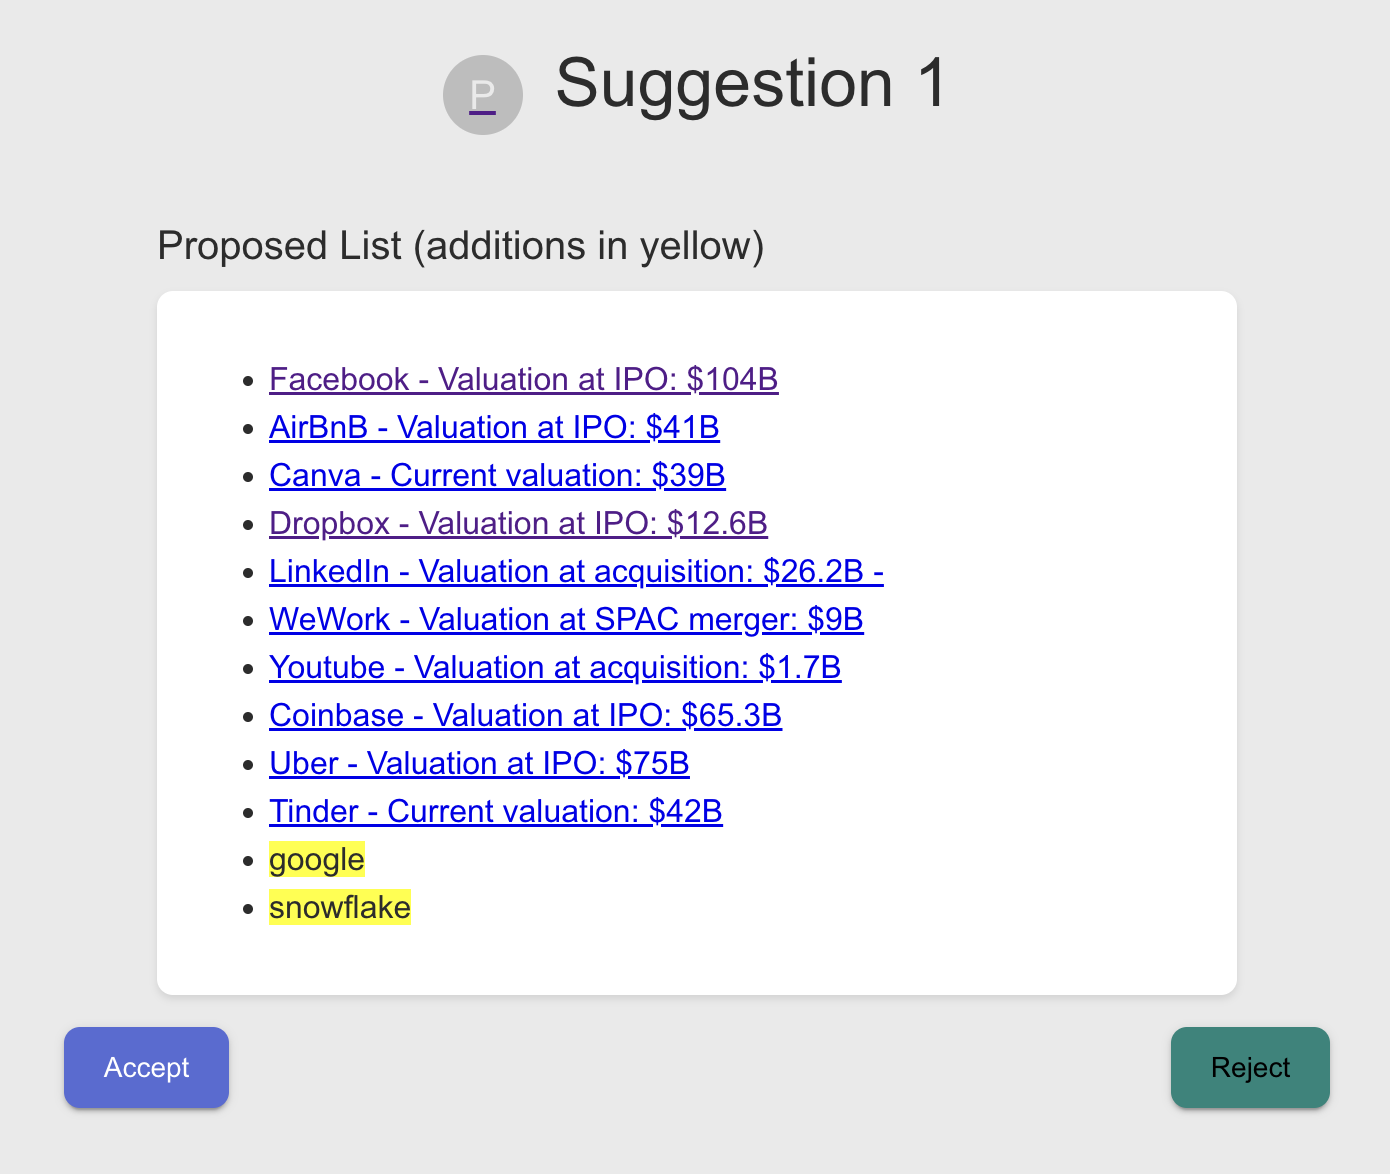 P
Suggestion 1
Proposed List (additions in yellow)
Facebook - Valuation at IPO: $104B
AirBnB - Valuation at IPO: $41B
Canva - Current valuation: $39B
Dropbox - Valuation at IPO: $12.6B
LinkedIn - Valuation at acquisition: $26.2B -
WeWork - Valuation at SPAC merger: $9B
Youtube - Valuation at acquisition: $1.7B
Coinbase - Valuation at IPO: $65.3B
Uber - Valuation at IPO: $75B
Tinder - Current valuation: $42B
google
snowflake
Accept
Reject